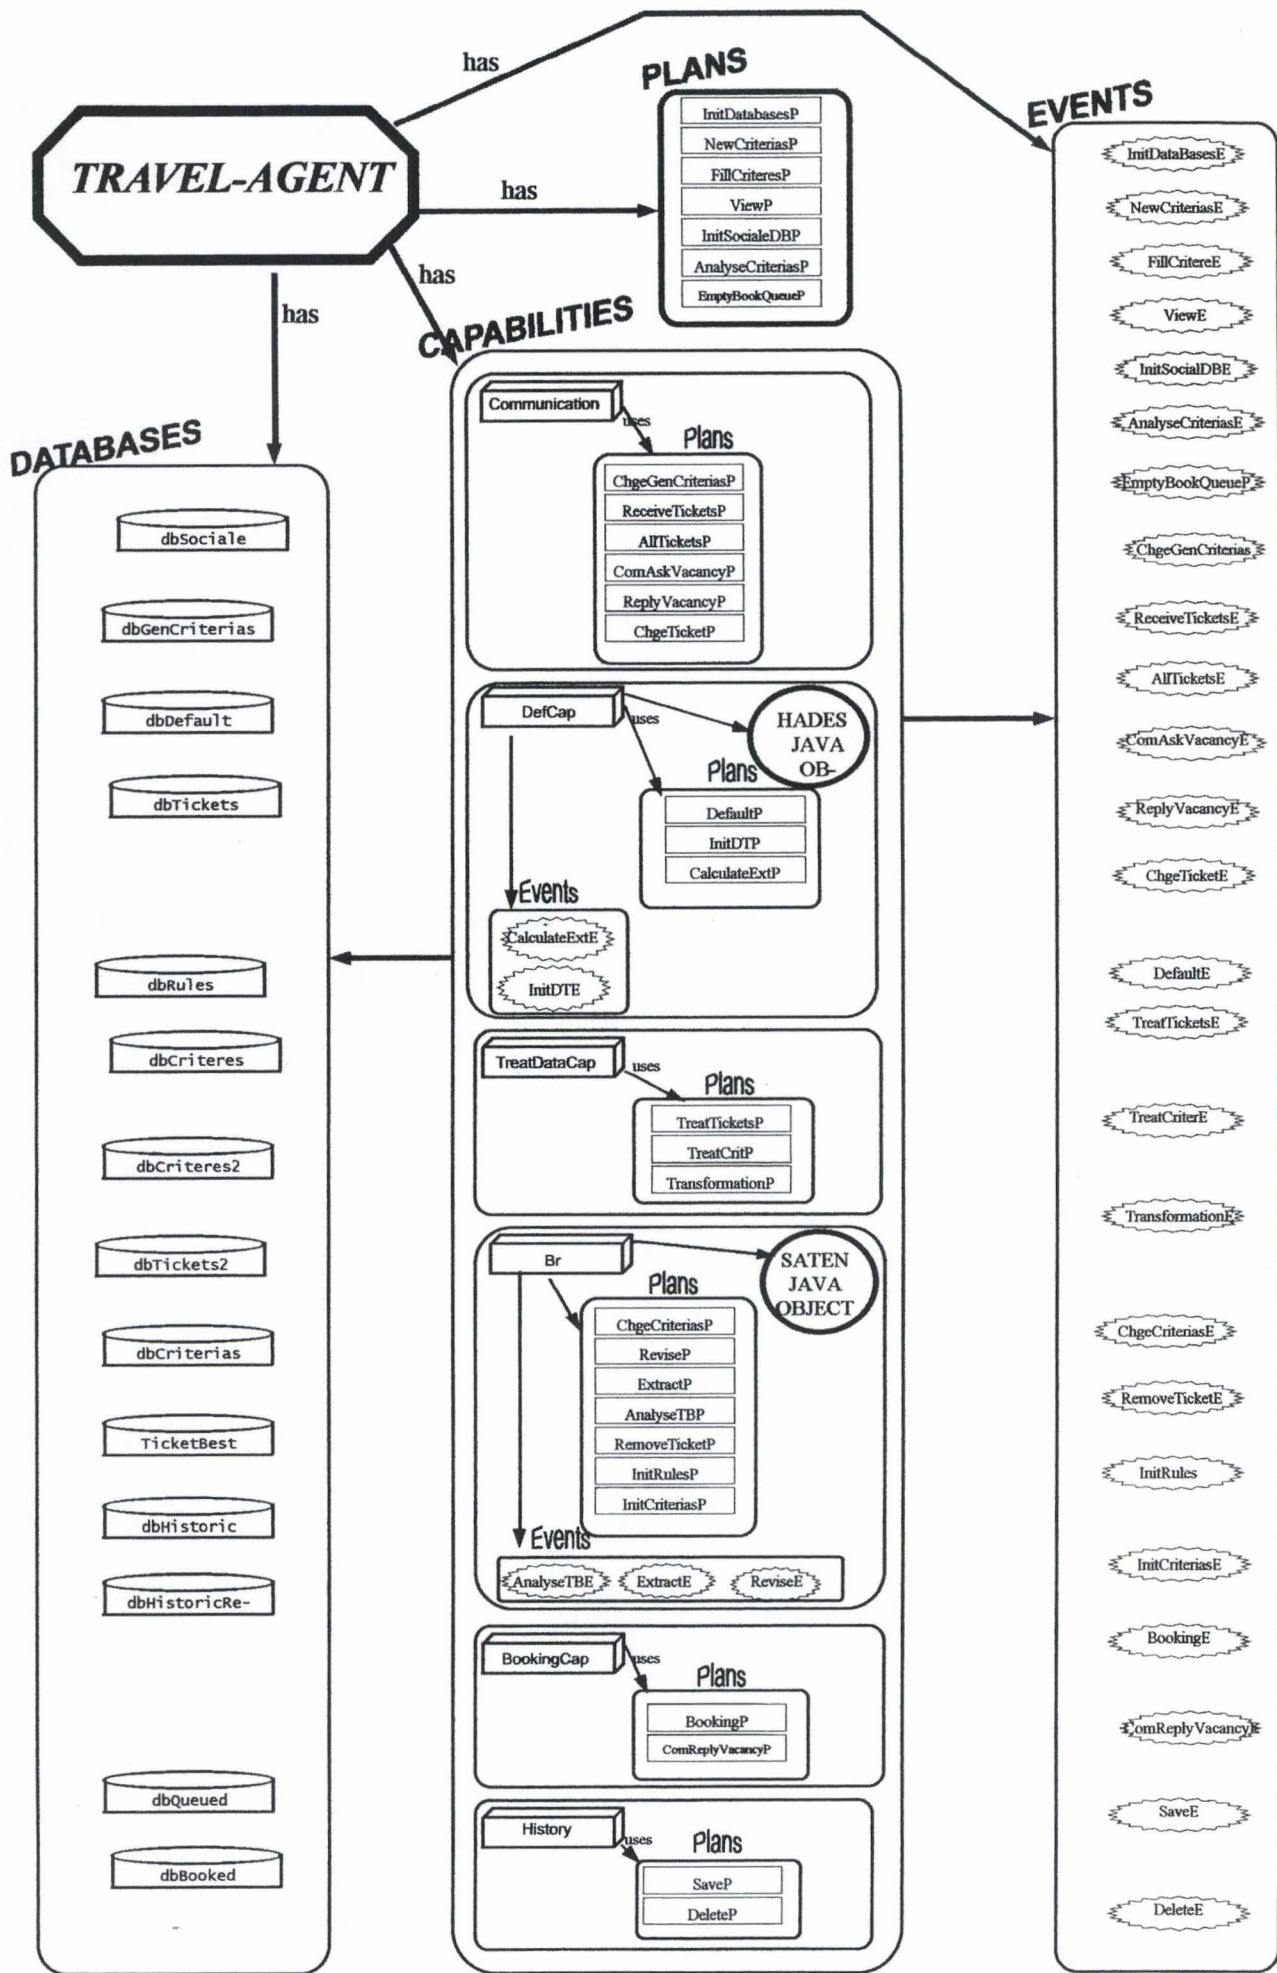 has
PLANS
EVENTS
TRAVEL-AGENT
has
has
has
InitDatabasesP
NewCriteriasP
FillCriteresP
ViewP
InitSocialeDBP
AnalyseCriteriasP
EmptyBookQueueP
CAPABILITIES
Communication
uses
Plans
ChgeGenCriteriasP
ReceiveTicketsP
AllTicketsP
ComAskVacancyP
ReplyVacancyP
ChgeTicketP
DefCap
uses
HADES
JAVA
OB-
Plans
DefaultP
InitDTP
CalculateExtP
Events
CalculateExtE
InitDTE
TreatDataCap
uses
Plans
TreatTicketsP
TreatCritP
TransformationP
Br
SATEN
JAVA
OBJECT
Plans
ChgeCriteriasP
ReviseP
ExtractP
AnalyseTBP
RemoveTicketP
InitRulesP
InitCriteriasP
Events
AnalyseTBE
ExtractE
ReviseE
BookingCap
uses
Plans
BookingP
ComReplyVacancyP
History
uses
Plans
SaveP
DeleteP
DATABASES
dbSociale
dbGenCriterias
dbDefault
dbTickets
dbRules
dbCriteres
dbCriteres2
dbTickets2
dbCriterias
TicketBest
dbHistoric
dbHistoricRe-
dbQueued
dbBooked
InitDataBasesE
NewCriteriasE
FillCritereE
ViewE
InitSocialDBE
AnalyseCriteriasE
EmptyBookQueueP
ChgeGenCriterias
ReceiveTicketsE
AllTicketsE
ComAskVacancyE
ReplyVacancyE
ChgeTicketE
DefaultE
TreatTicketsE
TreatCriterE
TransformationE
ChgeCriteriasE
RemoveTicketE
InitRules
InitCriteriasE
BookingE
ComReplyVacancyE
SaveE
DeleteE